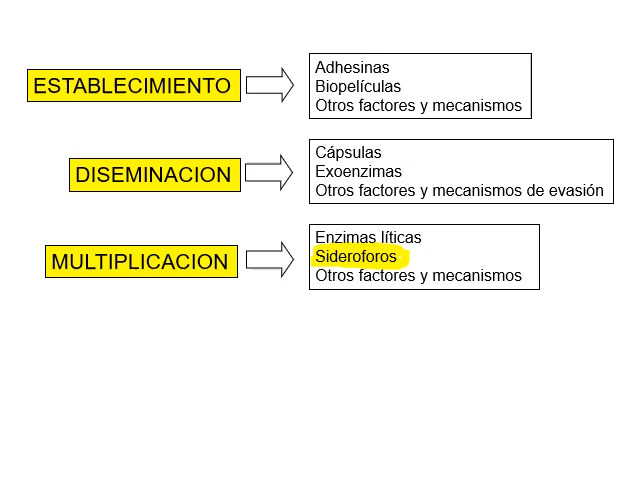 ESTABLECIMIENTO
Adhesinas
Biopelículas
Otros factores y mecanismos
DISEMINACION
Cápsulas
Exoenzimas
Otros factores y mecanismos de evasión
MULTIPLICACION
Enzimas líticas
Sideroforos
Otros factores y mecanismos